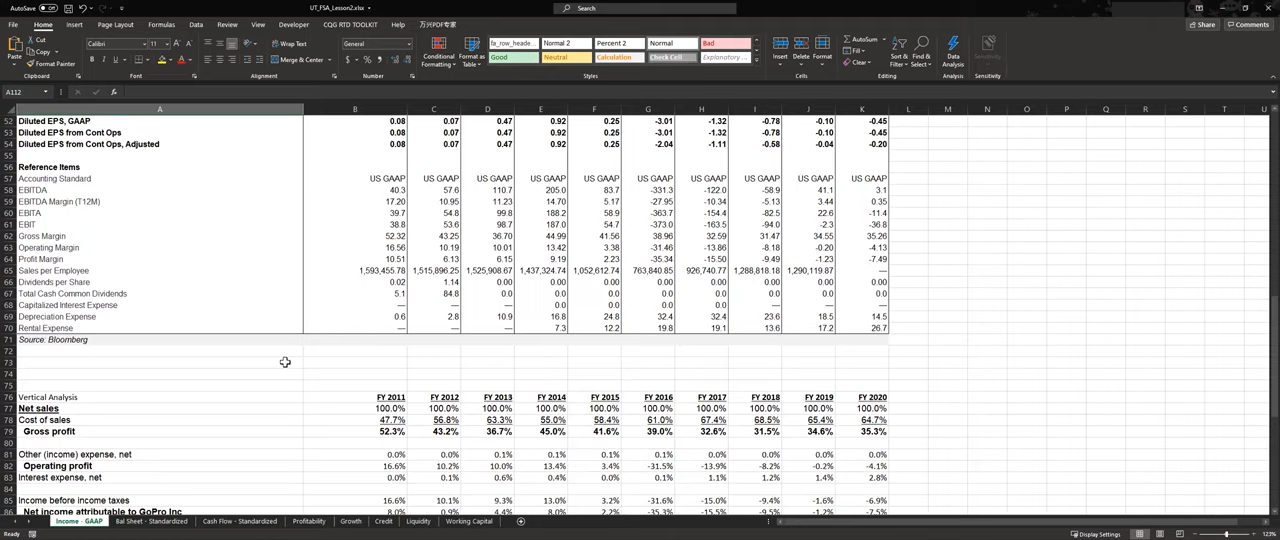 AutoSave Off UT_FSA_Lesson2.xlsx Search
File Home Insert Page Layout Formulas Data Review View Developer CQG RTD TOOLKIT 万兴PDF专家 Share Comments
Cut
Copy
Format Painter
Paste
Clipboard
Calibri 11
Font
Wrap Text
Merge & Center
Alignment
General
Number
Conditional Formatting
Format as Table
fa_row_heade... Normal 2 Percent 2 Normal Bad
Good Neutral Calculation Check Cell Explanatory ...
Styles
Insert Delete Format
Cells
AutoSum
Fill
Clear
Sort & Filter Find & Select
Editing
Analyze Data
Analysis
Sensitivity
Sensitivity
A112 fx
A B C D E F G H I J K L M N O P Q R S T U
52 Diluted EPS, GAAP 0.08 0.07 0.47 0.92 0.25 -3.01 -1.32 -0.78 -0.10 -0.45
53 Diluted EPS from Cont Ops 0.08 0.07 0.47 0.92 0.25 -3.01 -1.32 -0.78 -0.10 -0.45
54 Diluted EPS from Cont Ops, Adjusted 0.08 0.07 0.47 0.92 0.25 -2.04 -1.11 -0.58 -0.04 -0.20
55
56 Reference Items
57 Accounting Standard US GAAP US GAAP US GAAP US GAAP US GAAP US GAAP US GAAP US GAAP US GAAP US GAAP
58 EBITDA 40.3 57.6 110.7 205.0 83.7 -331.3 -122.0 -58.9 41.1 3.1
59 EBITDA Margin (T12M) 17.20 10.95 11.23 14.70 5.17 -27.95 -10.34 -5.13 3.44 0.35
60 EBITA 39.7 54.8 99.8 188.2 58.9 -363.7 -154.4 -82.5 22.6 -11.4
61 EBIT 38.8 53.6 98.7 187.0 54.7 -373.0 -163.5 -94.0 -2.3 -36.8
62 Gross Margin 52.32 43.25 36.70 44.99 41.56 38.96 32.59 31.47 34.55 35.26
63 Operating Margin 16.56 10.19 10.01 13.42 3.38 -31.46 -13.86 -8.18 -0.20 -4.13
64 Profit Margin 10.51 6.13 6.15 9.19 2.23 -35.34 -15.50 -9.65 -1.23 -7.49
65 Sales per Employee 1,593,455.78 1,515,896.25 1,525,908.67 1,437,324.74 1,052,612.74 763,840.85 926,740.77 1,288,818.18 1,290,119.87 —
66 Dividends per Share 0.02 1.14 0.00 0.00 0.00 0.00 0.00 0.00 0.00 0.00
67 Total Cash Common Dividends 5.1 84.8 0.0 0.0 0.0 0.0 0.0 0.0 0.0 0.0
68 Capitalized Interest Expense — — — — — — — — — —
69 Depreciation Expense 0.6 2.8 10.9 16.8 24.8 32.4 32.4 23.6 18.5 14.5
70 Rental Expense — — — 7.3 12.2 19.8 19.1 13.6 17.2 26.7
71 Source: Bloomberg
72
73
74
75
76 Vertical Analysis FY 2011 FY 2012 FY 2013 FY 2014 FY 2015 FY 2016 FY 2017 FY 2018 FY 2019 FY 2020
77 Net sales 100.0% 100.0% 100.0% 100.0% 100.0% 100.0% 100.0% 100.0% 100.0% 100.0%
78 Cost of sales 47.7% 56.8% 63.3% 55.0% 58.4% 61.0% 67.4% 68.5% 65.4% 64.7%
79 Gross profit 52.3% 43.2% 36.7% 45.0% 41.6% 39.0% 32.6% 31.5% 34.6% 35.3%
80
81 Other (income) expense, net 0.0% 0.0% 0.1% 0.1% 0.1% 0.1% 0.0% 0.0% 0.0% 0.0%
82 Operating profit 16.6% 10.2% 10.0% 13.4% 3.4% -31.5% -13.9% -8.2% -0.2% -4.1%
83 Interest expense, net 0.0% 0.1% 0.6% 0.4% 0.0% 0.1% 1.1% 1.2% 1.4% 2.8%
84
85 Income before income taxes 16.6% 10.1% 9.3% 13.0% 3.2% -31.6% -15.0% -9.4% -1.6% -6.9%
86 Net income attributable to GoPro Inc 8.0% 0.9% 4.4% 8.0% 2.2% -35.3% -15.5% -9.5% -1.2% -7.5%
Income - GAAP Bal Sheet - Standardized Cash Flow - Standardized Profitability Growth Credit Liquidity Working Capital
Ready Display Settings 123%